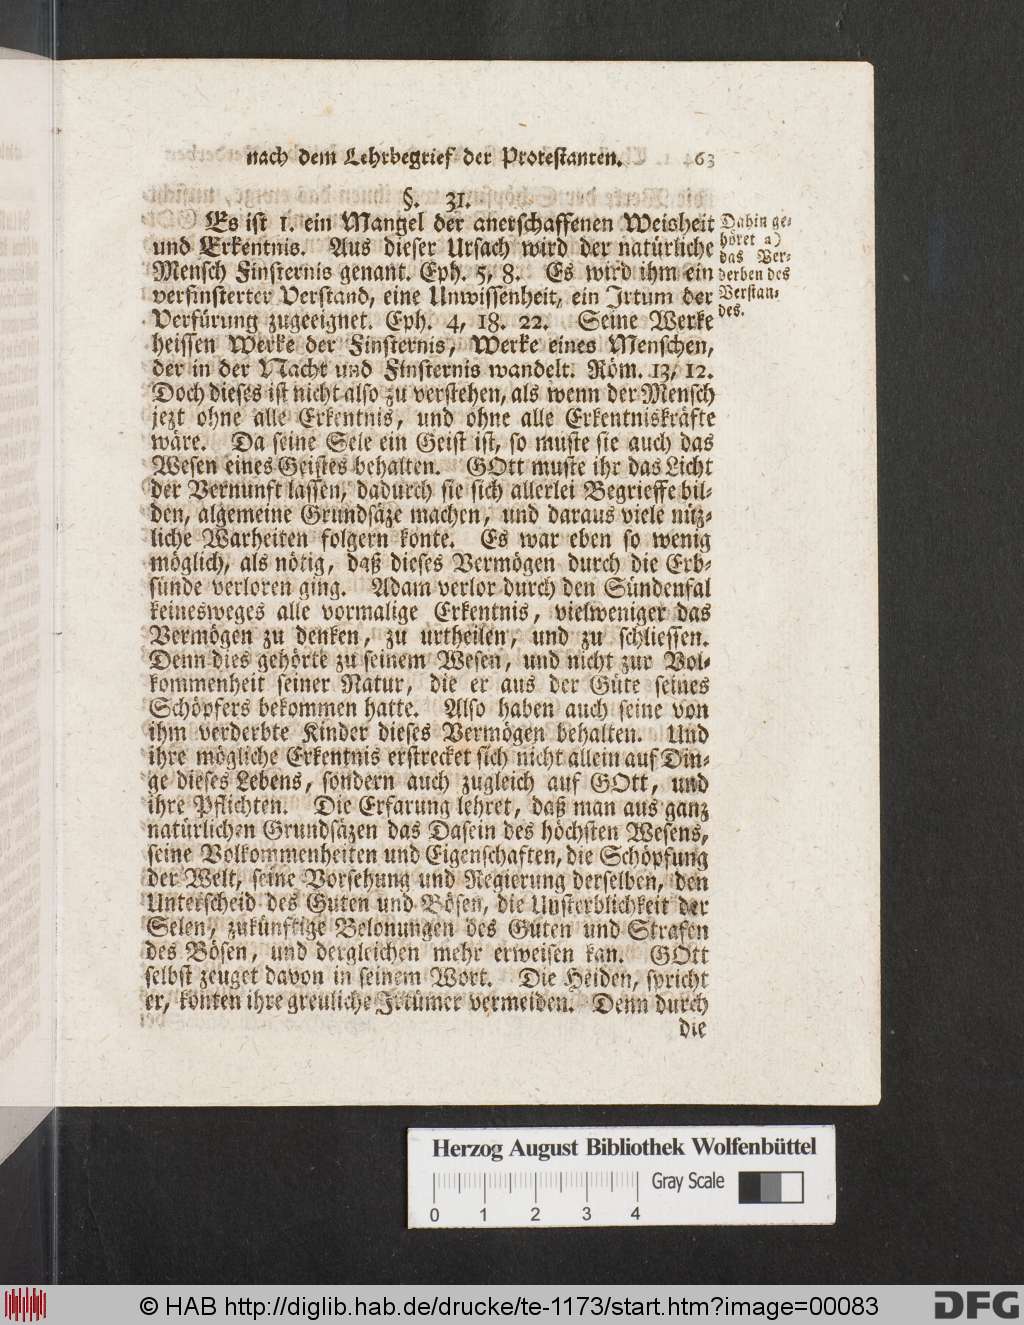 nach dem Lehrbegrief der Protestanten. 63
§. 31.
Es ist 1. ein Mangel der anerschaffenen Weisheit
und Erkentnis. Aus dieser Ursach wird der natürliche
Mensch Finsternis genant. Eph. 5, 8. Es wird ihm ein
verfinsterter Verstand, eine Unwissenheit, ein Irtum der
Verfürung zugeeignet. Eph. 4, 18. 22. Seine Werke
heissen Werke der Finsternis, Werke eines Menschen,
der in der Nacht und Finsternis wandelt. Röm. 13, 12.
Doch dieses ist nicht also zu verstehen, als wenn der Mensch
jezt ohne alle Erkentnis, und ohne alle Erkentniskräfte
wäre. Da seine Sele ein Geist ist, so muste sie auch das
Wesen eines Geistes behalten. GOtt muste ihr das Licht
der Vernunft lassen, dadurch sie sich allerlei Begrieffe bil-
den, algemeine Grundsäze machen, und daraus viele nüz-
liche Warheiten folgern konte. Es war eben so wenig
möglich, als nötig, daß dieses Vermögen durch die Erb-
sünde verloren ging. Adam verlor durch den Sündenfal
keinesweges alle vormalige Erkentnis, vielweniger das
Vermögen zu denken, zu urtheilen, und zu schliessen.
Denn dies gehörte zu seinem Wesen, und nicht zur Vol-
kommenheit seiner Natur, die er aus der Güte seines
Schöpfers bekommen hatte. Also haben auch seine von
ihm verderbte Kinder dieses Vermögen behalten. Und
ihre mögliche Erkentnis erstrecket sich nicht allein auf Din-
ge dieses Lebens, sondern auch zugleich auf GOtt, und
ihre Pflichten. Die Erfarung lehret, daß man aus ganz
natürlichen Grundsäzen das Dasein des höchsten Wesens,
seine Volkommenheiten und Eigenschaften, die Schöpfung
der Welt, seine Vorsehung und Regierung derselben, den
Unterscheid des Guten und Bösen, die Unsterblichkeit der
Selen, zukünftige Belonungen des Guten und Strafen
des Bösen, und dergleichen mehr erweisen kan. GOtt
selbst zeuget davon in seinem Wort. Die Heiden, spricht
er, konten ihre greuliche Irtümer vermeiden. Denn durch
die
Dahin ge-
höret a)
das Ver-
derben des
Verstan-
des.
Herzog August Bibliothek Wolfenbüttel
Gray Scale
0 1 2 3 4
© HAB http://diglib.hab.de/drucke/te-1173/start.htm?image=00083
DFG